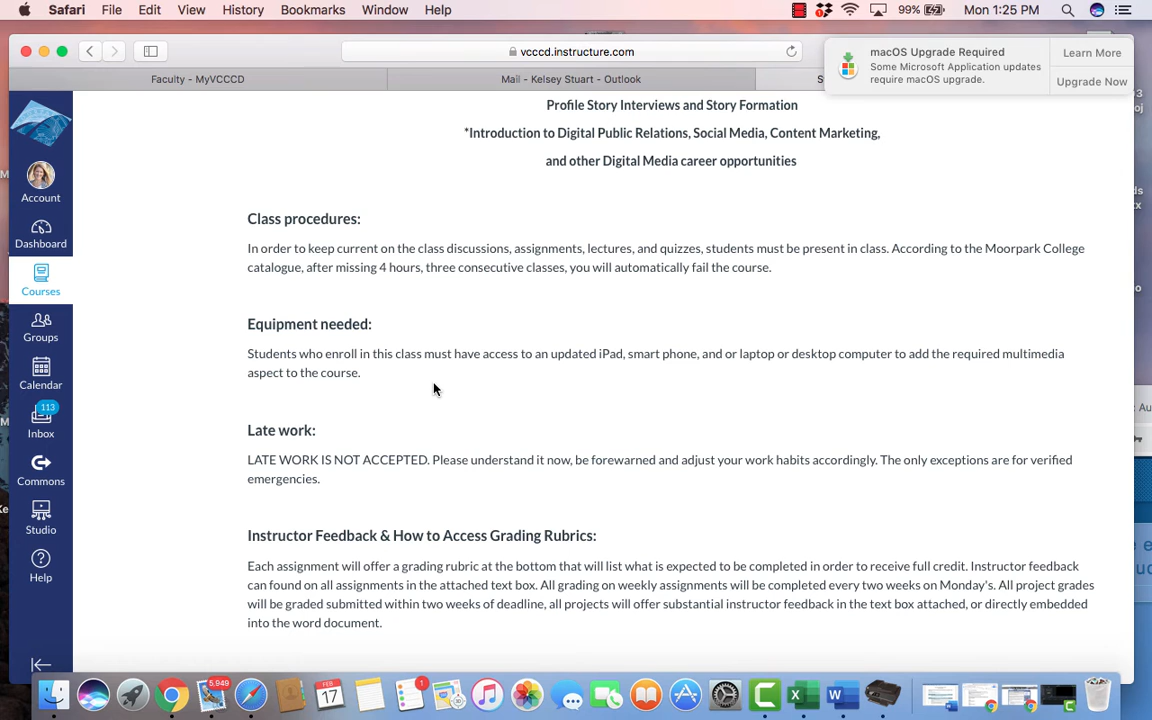 Safari File Edit View History Bookmarks Window Help 99% Mon 1:25 PM
vcccd.instructure.com
macOS Upgrade Required
Some Microsoft Application updates
require macOS upgrade.
Learn More
Upgrade Now
Faculty - MyVCCCD
Mail - Kelsey Stuart - Outlook
S
Account
Dashboard
Courses
Groups
Calendar
113
Inbox
Commons
Studio
Help
Profile Story Interviews and Story Formation
*Introduction to Digital Public Relations, Social Media, Content Marketing,
and other Digital Media career opportunities
Class procedures:
In order to keep current on the class discussions, assignments, lectures, and quizzes, students must be present in class. According to the Moorpark College
catalogue, after missing 4 hours, three consecutive classes, you will automatically fail the course.
Equipment needed:
Students who enroll in this class must have access to an updated iPad, smart phone, and or laptop or desktop computer to add the required multimedia
aspect to the course.
Late work:
LATE WORK IS NOT ACCEPTED. Please understand it now, be forewarned and adjust your work habits accordingly. The only exceptions are for verified
emergencies.
Instructor Feedback & How to Access Grading Rubrics:
Each assignment will offer a grading rubric at the bottom that will list what is expected to be completed in order to receive full credit. Instructor feedback
can found on all assignments in the attached text box. All grading on weekly assignments will be completed every two weeks on Monday's. All project grades
will be graded submitted within two weeks of deadline, all projects will offer substantial instructor feedback in the text box attached, or directly embedded
into the word document.
5,949
FEB
17
1